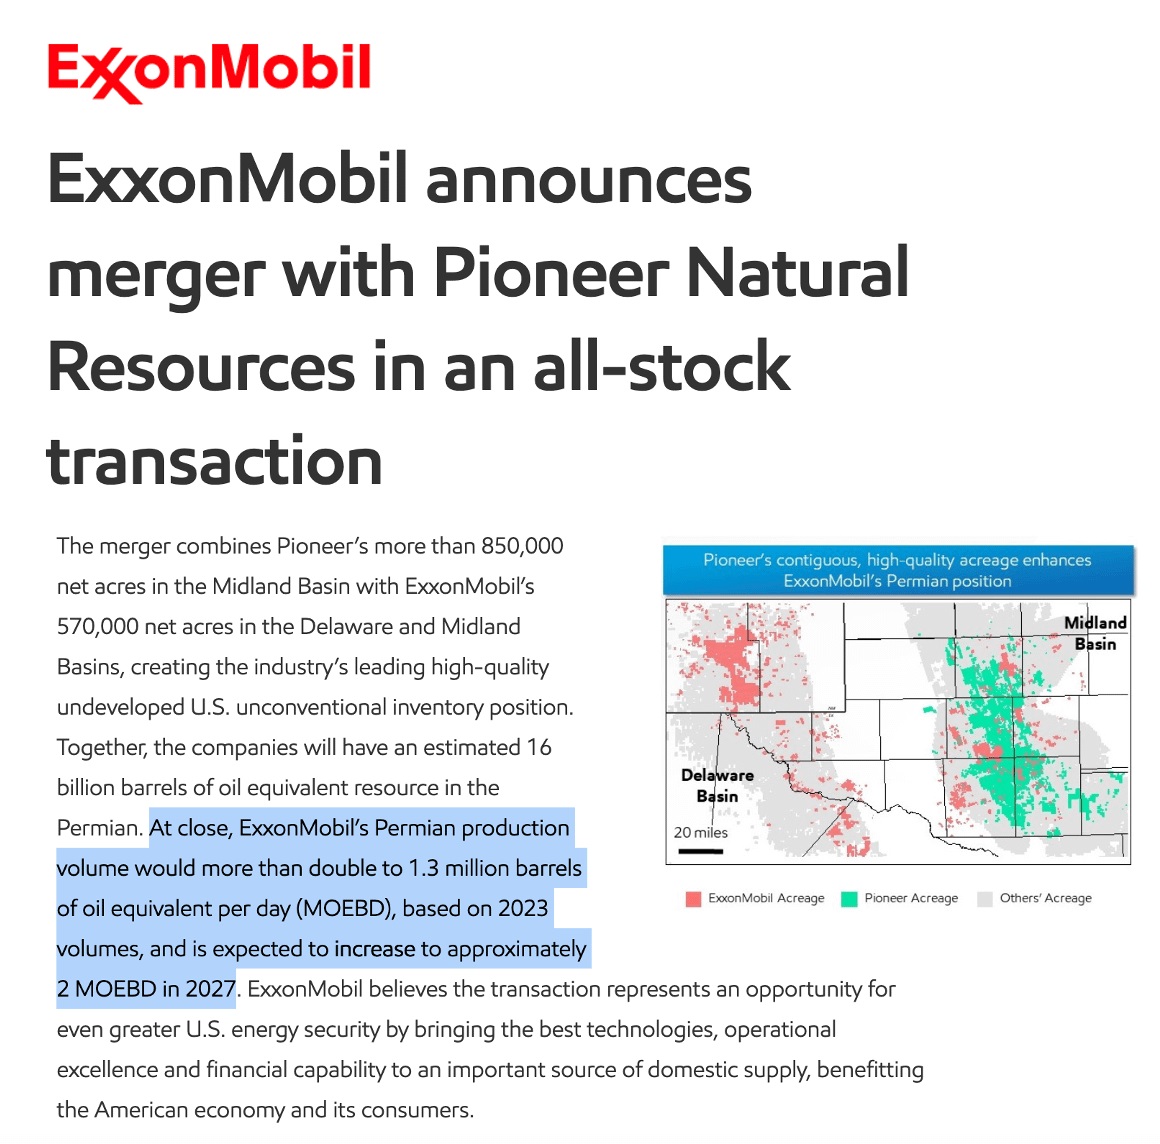 ExxonMobil
ExxonMobil announces
merger with Pioneer Natural
Resources in an all-stock
transaction
The merger combines Pioneer's more than 850,000
net acres in the Midland Basin with ExxonMobil's
570,000 net acres in the Delaware and Midland
Basins, creating the industry's leading high-quality
undeveloped U.S. unconventional inventory position.
Together, the companies will have an estimated 16
billion barrels of oil equivalent resource in the
Permian. At close, ExxonMobil's Permian production
volume would more than double to 1.3 million barrels
of oil equivalent per day (MOEBD), based on 2023
volumes, and is expected to increase to approximately
2 MOEBD in 2027. ExxonMobil believes the transaction represents an opportunity for
even greater U.S. energy security by bringing the best technologies, operational
excellence and financial capability to an important source of domestic supply, benefitting
the American economy and its consumers.
Pioneer's contiguous, high-quality acreage enhances
ExxonMobil's Permian position
Midland
Basin
Delaware
Basin
20 miles
ExxonMobil Acreage
Pioneer Acreage
Others' Acreage